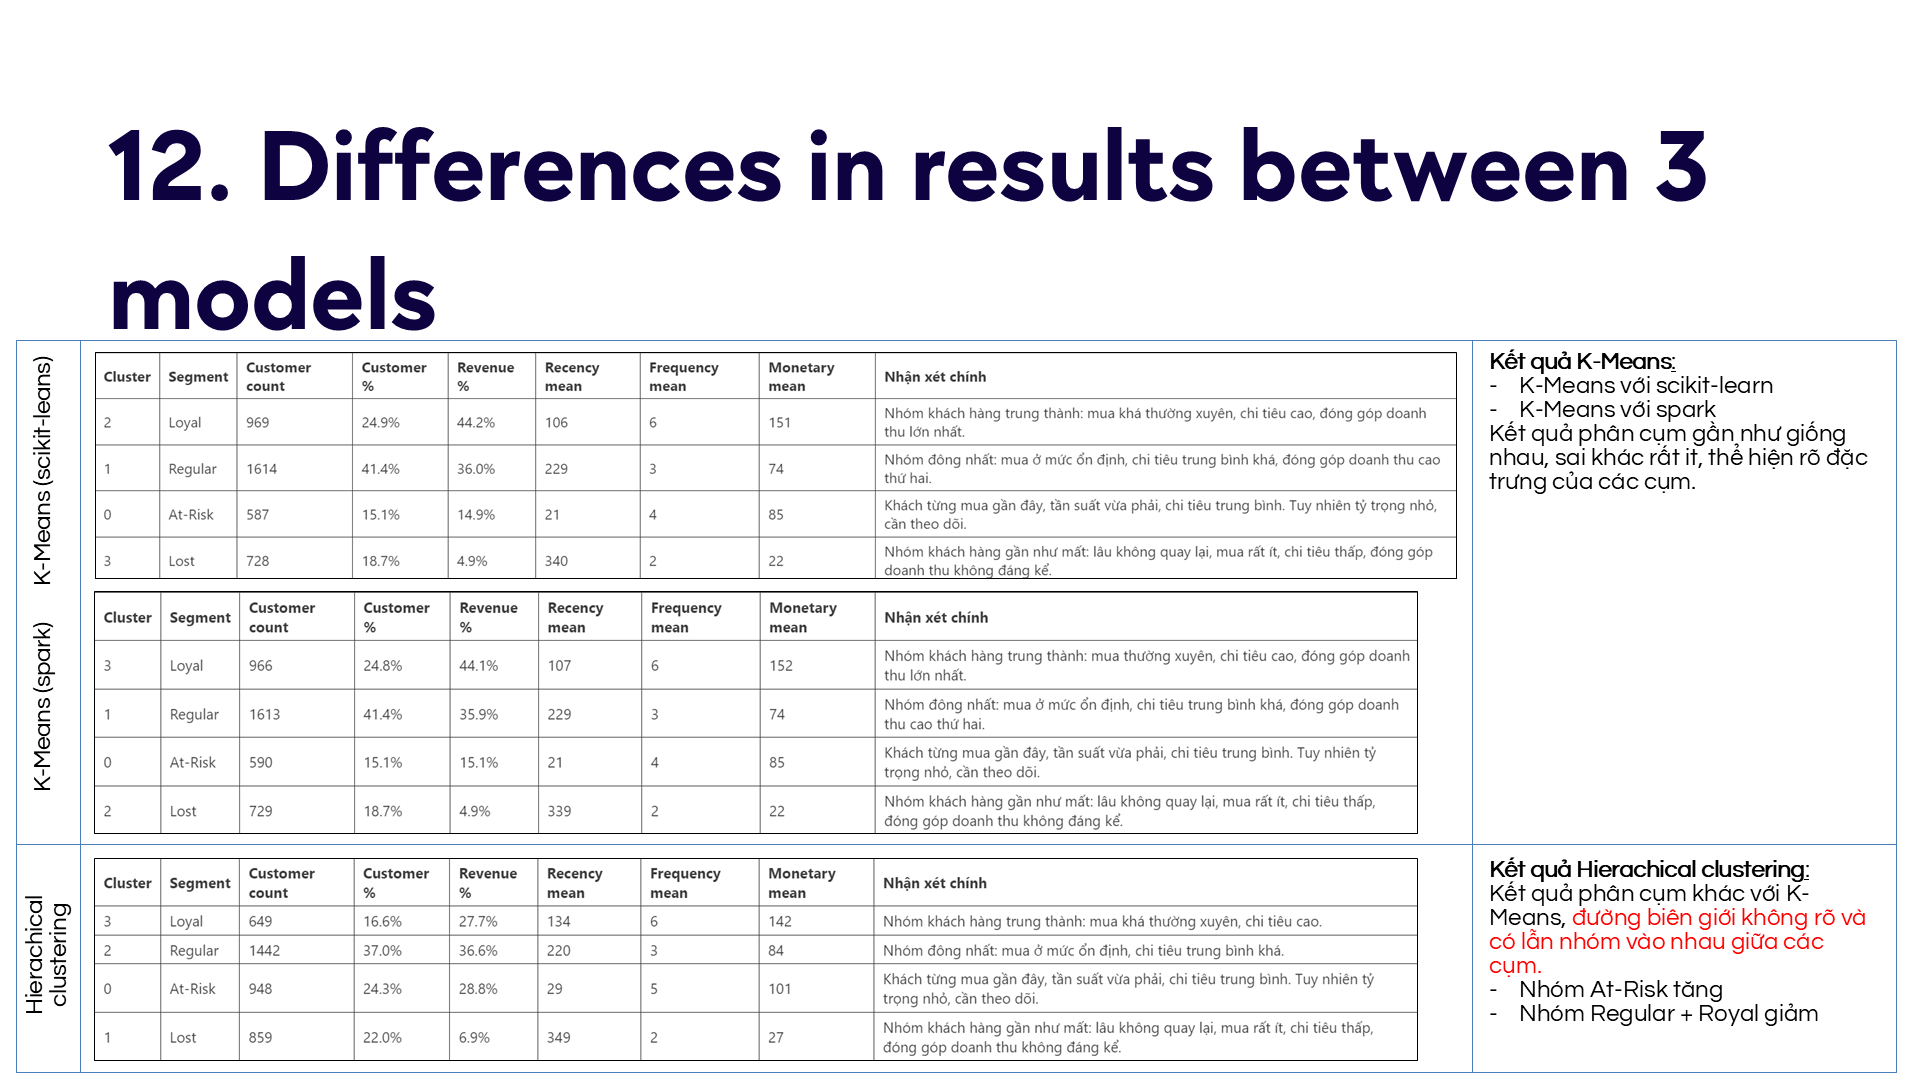 12. Differences in results between 3
models
K-Means (scikit-leans)
Cluster Segment Customer count Customer % Revenue % Recency mean Frequency mean Monetary mean Nhận xét chính
2 Loyal 969 24.9% 44.2% 106 6 151 Nhóm khách hàng trung thành: mua khá thường xuyên, chi tiêu cao, đóng góp doanh
thu lớn nhất.
1 Regular 1614 41.4% 36.0% 229 3 74 Nhóm đông nhất: mua ở mức ổn định, chi tiêu trung bình khá, đóng góp doanh thu cao
thứ hai.
0 At-Risk 587 15.1% 14.9% 21 4 85 Khách từng mua gần đây, tần suất vừa phải, chi tiêu trung bình. Tuy nhiên tỷ trọng nhỏ,
cần theo dõi.
3 Lost 728 18.7% 4.9% 340 2 22 Nhóm khách hàng gần như mất: lâu không quay lại, mua rất ít, chi tiêu thấp, đóng góp
doanh thu không đáng kể.
K-Means (spark)
Cluster Segment Customer count Customer % Revenue % Recency mean Frequency mean Monetary mean Nhận xét chính
3 Loyal 966 24.8% 44.1% 107 6 152 Nhóm khách hàng trung thành: mua thường xuyên, chi tiêu cao, đóng góp doanh
thu lớn nhất.
1 Regular 1613 41.4% 35.9% 229 3 74 Nhóm đông nhất: mua ở mức ổn định, chi tiêu trung bình khá, đóng góp doanh
thu cao thứ hai.
0 At-Risk 590 15.1% 15.1% 21 4 85 Khách từng mua gần đây, tần suất vừa phải, chi tiêu trung bình. Tuy nhiên tỷ
trọng nhỏ, cần theo dõi.
2 Lost 729 18.7% 4.9% 339 2 22 Nhóm khách hàng gần như mất: lâu không quay lại, mua rất ít, chi tiêu thấp,
đóng góp doanh thu không đáng kể.
Kết quả K-Means:
- K-Means với scikit-learn
- K-Means với spark
Kết quả phân cụm gần như giống
nhau, sai khác rất it, thể hiện rõ đặc
trưng của các cụm.
Hierachical
clustering
Cluster Segment Customer count Customer % Revenue % Recency mean Frequency mean Monetary mean Nhận xét chính
3 Loyal 649 16.6% 27.7% 134 6 142 Nhóm khách hàng trung thành: mua khá thường xuyên, chi tiêu cao.
2 Regular 1442 37.0% 36.6% 220 3 84 Nhóm đông nhất: mua ở mức ổn định, chi tiêu trung bình khá.
0 At-Risk 948 24.3% 28.8% 29 5 101 Khách từng mua gần đây, tần suất vừa phải, chi tiêu trung bình. Tuy nhiên tỷ
trọng nhỏ, cần theo dõi.
1 Lost 859 22.0% 6.9% 349 2 27 Nhóm khách hàng gần như mất: lâu không quay lại, mua rất ít, chi tiêu thấp,
đóng góp doanh thu không đáng kể.
Kết quả Hierachical clustering:
Kết quả phân cụm khác với K-
Means, đường biên giới không rõ và
có lẫn nhóm vào nhau giữa các
cụm.
- Nhóm At-Risk tăng
- Nhóm Regular + Royal giảm